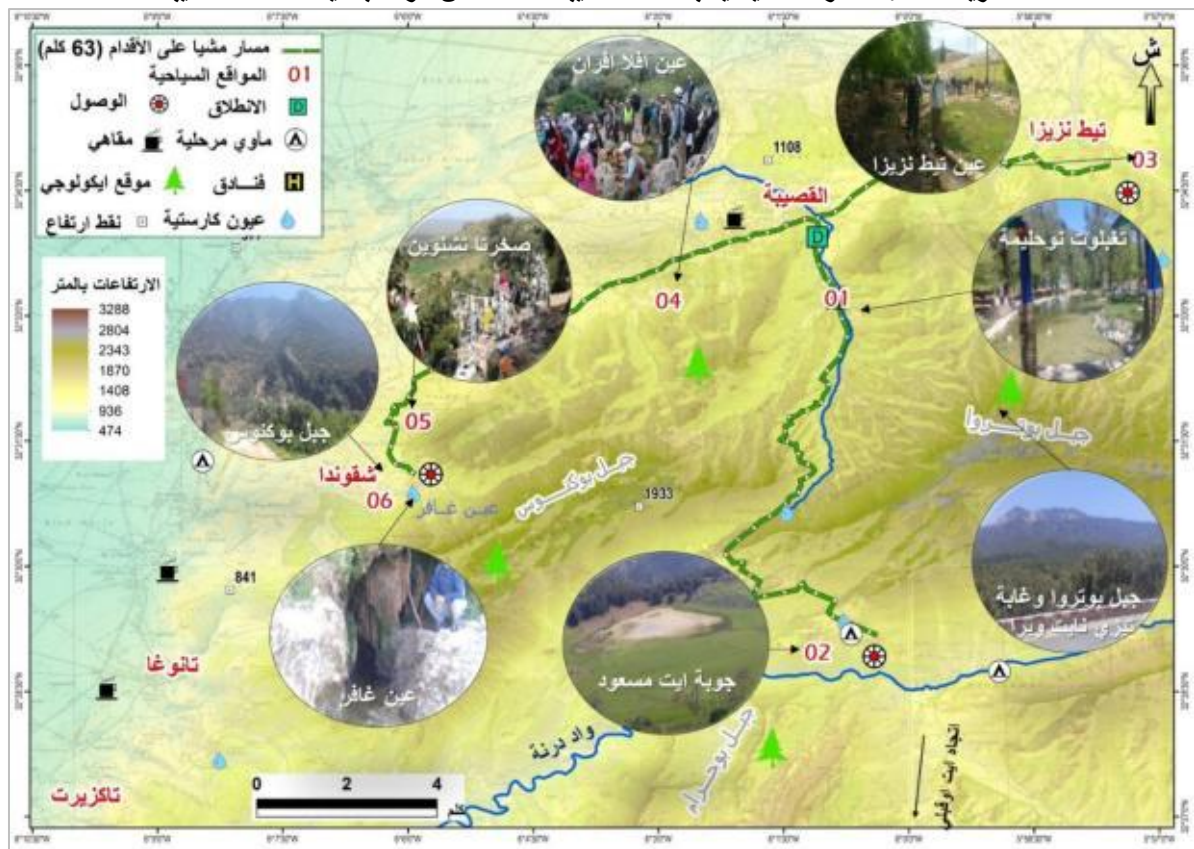 مسار مشيا على الأقدام (63 كلم)
01 المواقع السياحية
الانطلاق
D
الوصول
مأوي مرحلية
مقاهي
فنادق
H
موقع ايكولوجي
عيون كارستية
نقط ارتفاع
الارتفاعات بالمتر
3288
2804
2343
1870
1408
936
474
ش
عين افلا افران
عين تيط نزيزا
تيط نزيزا
03
1108
القصيبة
D
صخرتا تشنوين
تغبلوت نوحليمة
04
01
جبل بوكنوس
05
شقوندا
06
عين غافر
جبل بوكنوس
1933
جبل بوتروا
جبل بوتروا وغابة
عين غافر
841
تانوغا
02
جوبة ايت مسعود
واد درنة
جبل بوحرام
تاكزيرت
0 2 4
كلم